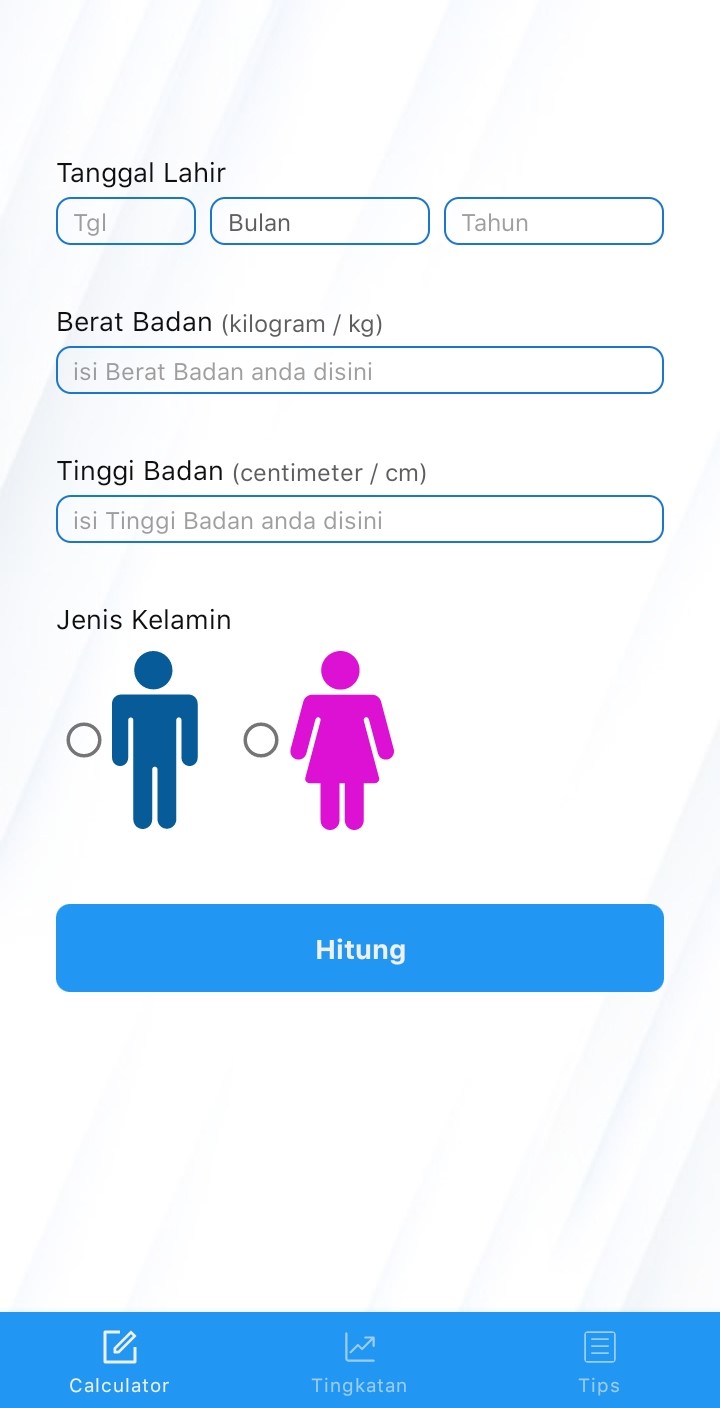 Tanggal Lahir
Tgl Bulan Tahun
Berat Badan (kilogram / kg)
isi Berat Badan anda disini
Tinggi Badan (centimeter / cm)
isi Tinggi Badan anda disini
Jenis Kelamin
Hitung
Calculator Tingkatan Tips